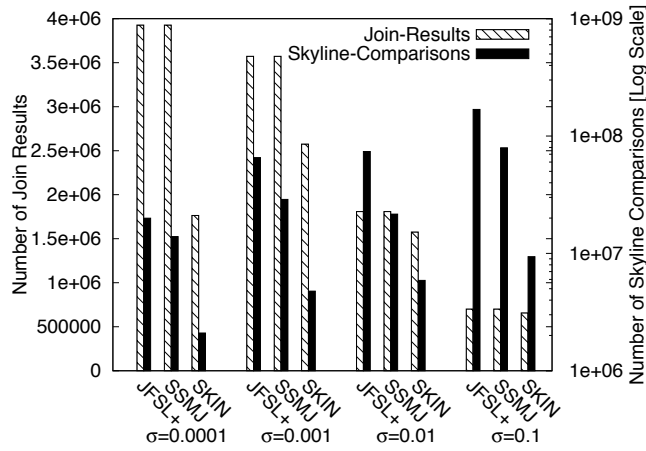 Number of Join Results
4e+06
3.5e+06
3e+06
2.5e+06
2e+06
1.5e+06
1e+06
500000
0
Join-Results
Skyline-Comparisons
1e+09
1e+08
1e+07
1e+06
Number of Skyline Comparisons [Log Scale]
JFSL+ SSMJ SKIN JFSL+ SSMJ SKIN JFSL+ SSMJ SKIN JFSL+ SSMJ SKIN
σ=0.0001 σ=0.001 σ=0.01 σ=0.1